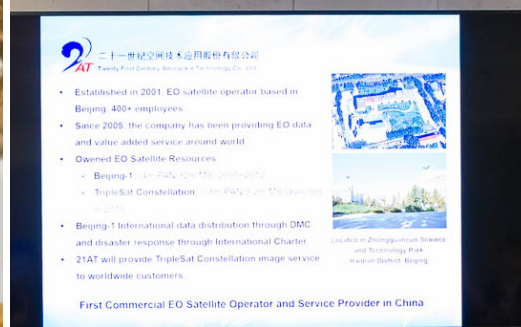 21AT
二十一世纪空间技术应用股份有限公司
Twenty First Century Aerospace Technology Co., Ltd.
• Established in 2001, EO satellite operator based in
Beijing, 400+ employees.
• Since 2005, the company has been providing EO data
and value added service around world.
• Owened EO Satellite Resources:
Beijing-1:
TripleSat Constellation:
• Beijing-1 International data distribution through DMC
and disaster response through International Charter
• 21AT will provide TripleSat Constellation image service
to worldwide customers.
Located in Zhongguancun Science
and Technology Park
Haidian District, Beijing
First Commercial EO Satellite Operator and Service Provider in China